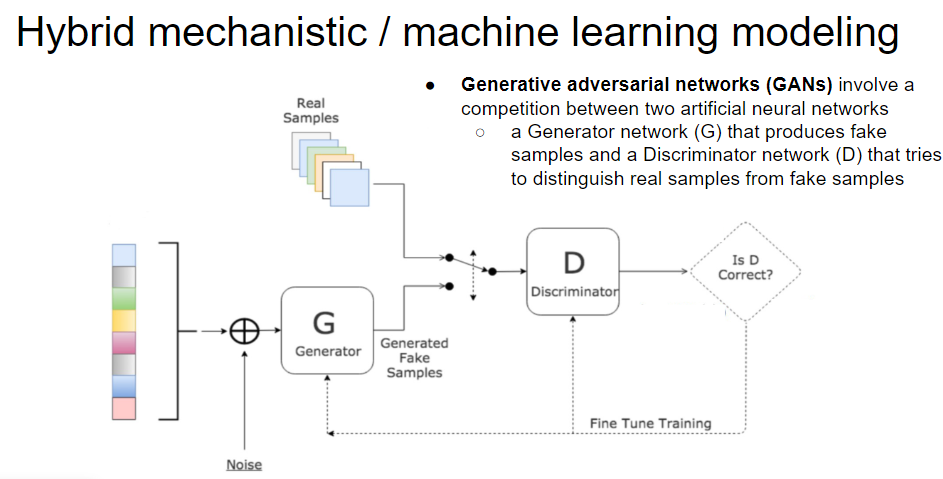 Hybrid mechanistic / machine learning modeling
● Generative adversarial networks (GANs) involve a
competition between two artificial neural networks
○ a Generator network (G) that produces fake
samples and a Discriminator network (D) that tries
to distinguish real samples from fake samples
Real
Samples
D
Discriminator
Is D
Correct?
G
Generator
Generated
Fake
Samples
Fine Tune Training
Noise